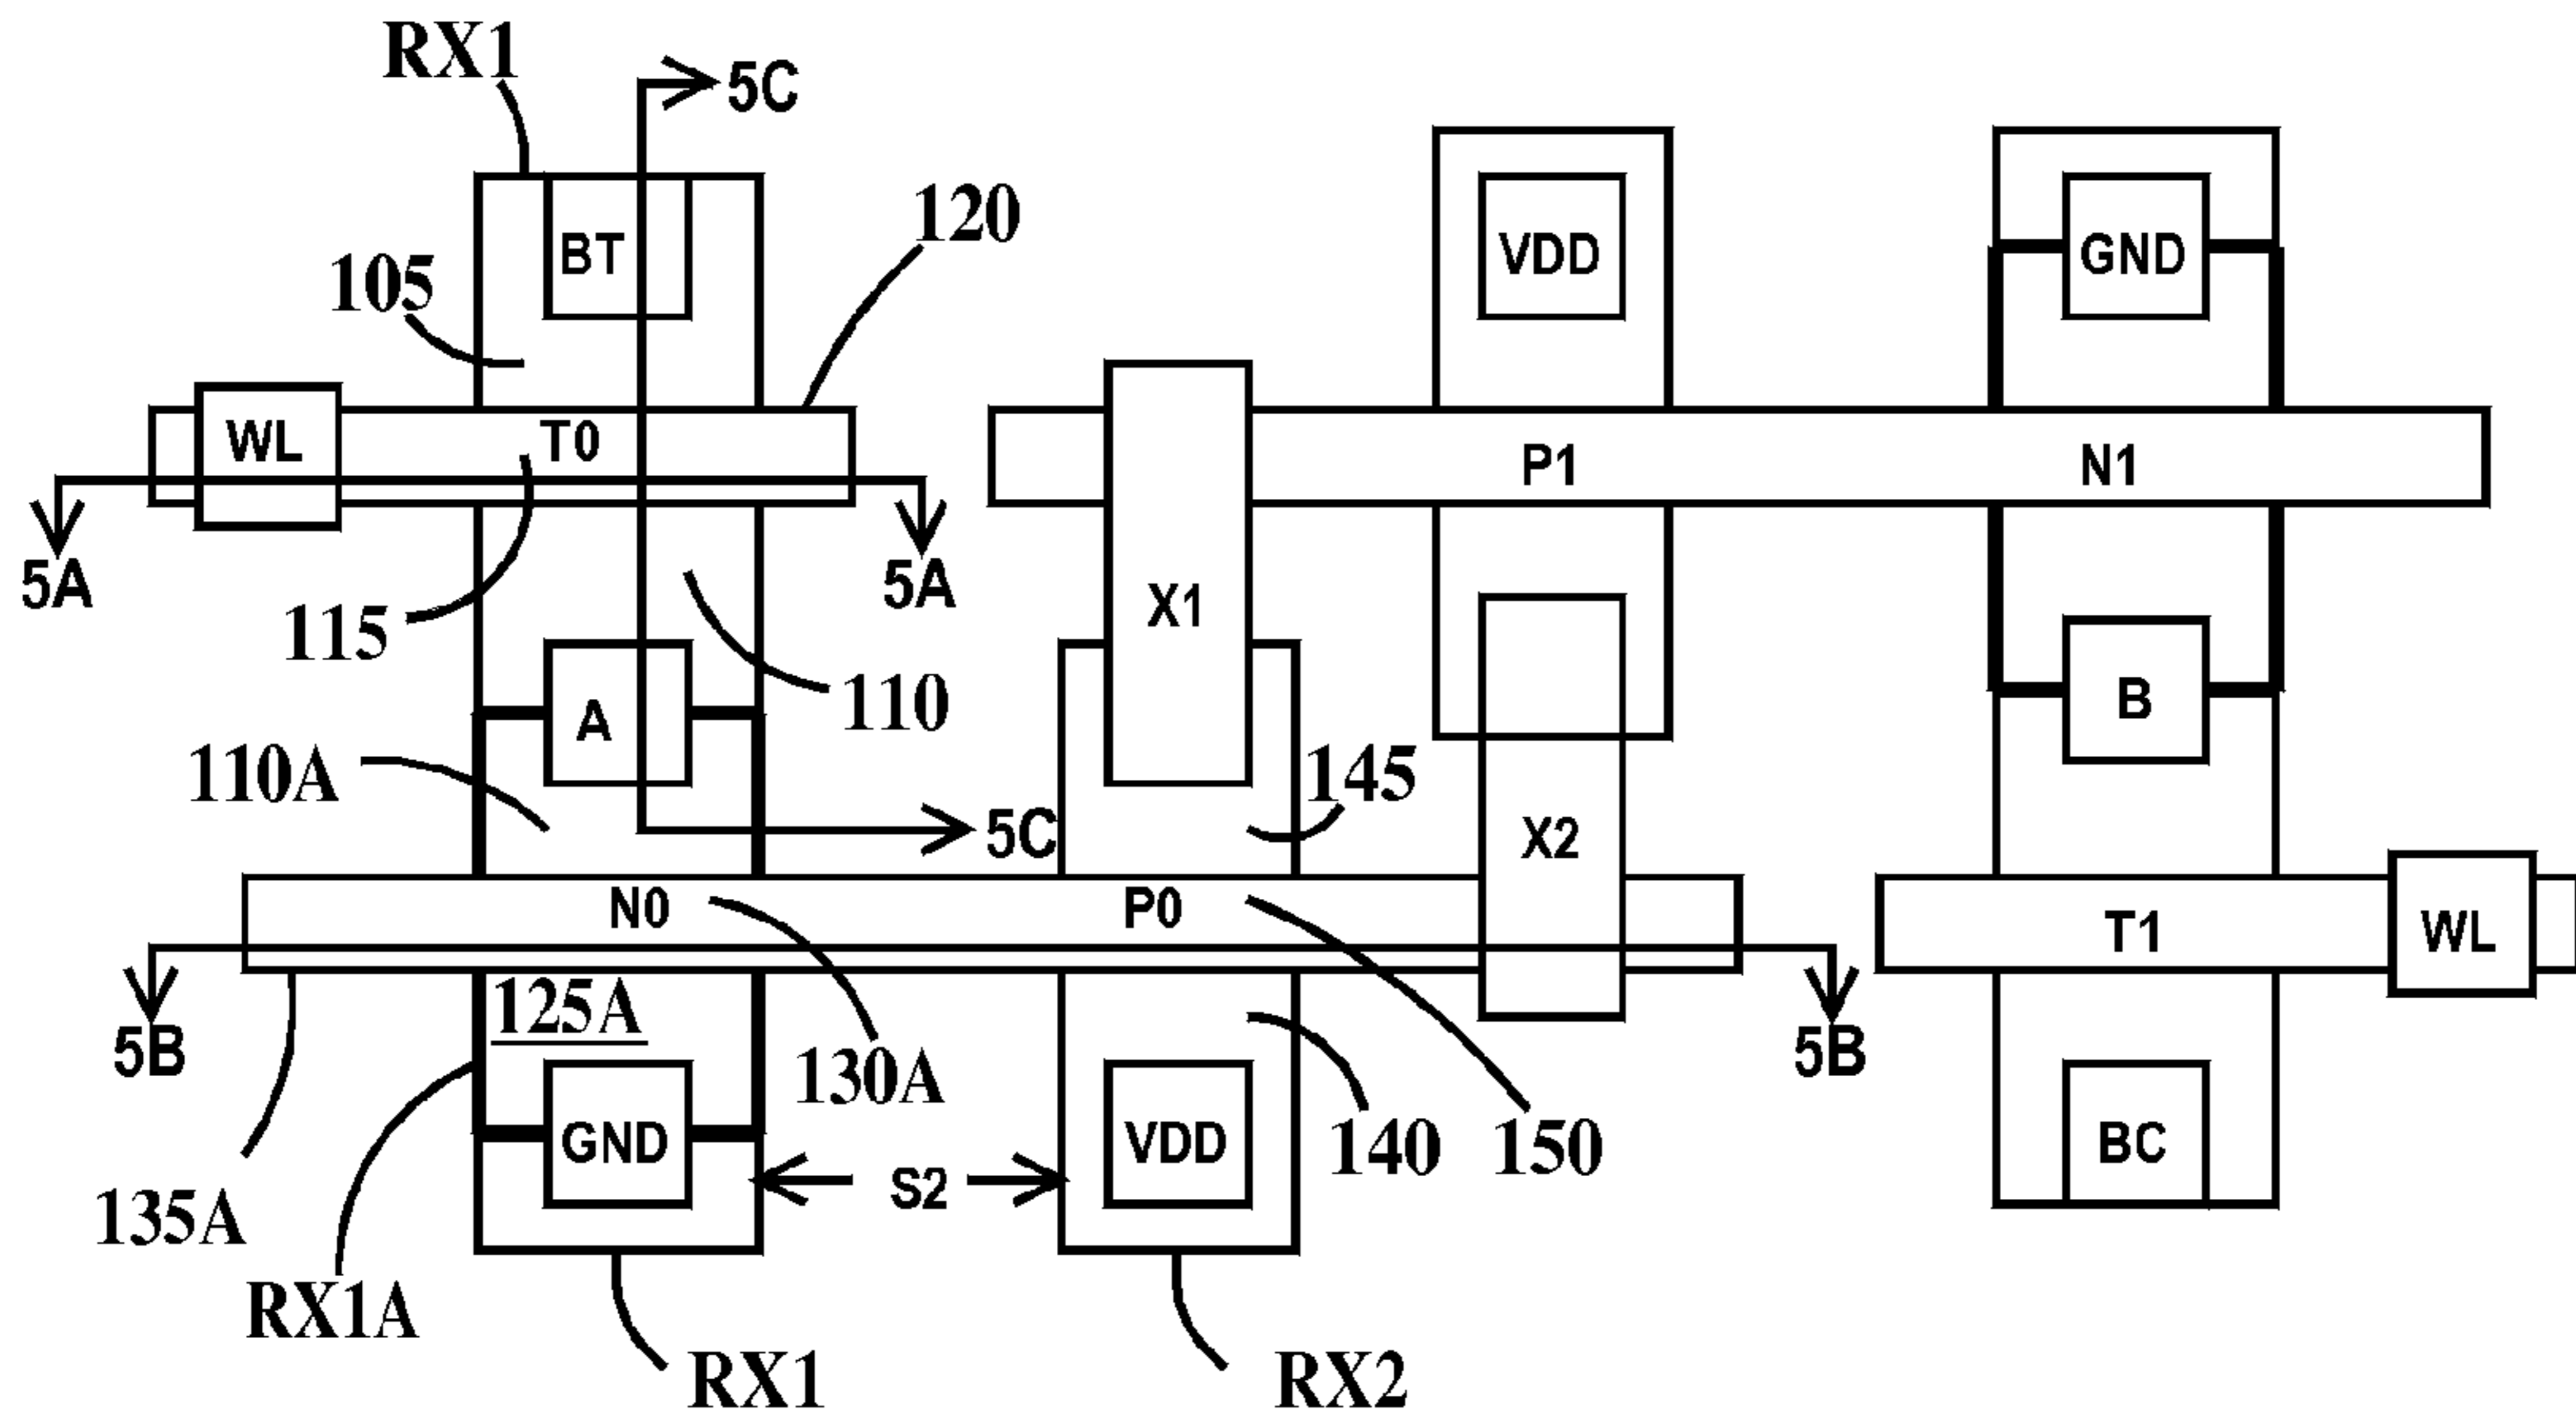 RX1
5C
120
BT
VDD
GND
105
WL
T0
P1
N1
5A
5A
115
X1
110
A
B
110A
145
5C
X2
N0
P0
T1
WL
125A
5B
130A
5B
GND
S2
VDD
140
150
BC
135A
RX1A
RX1
RX2